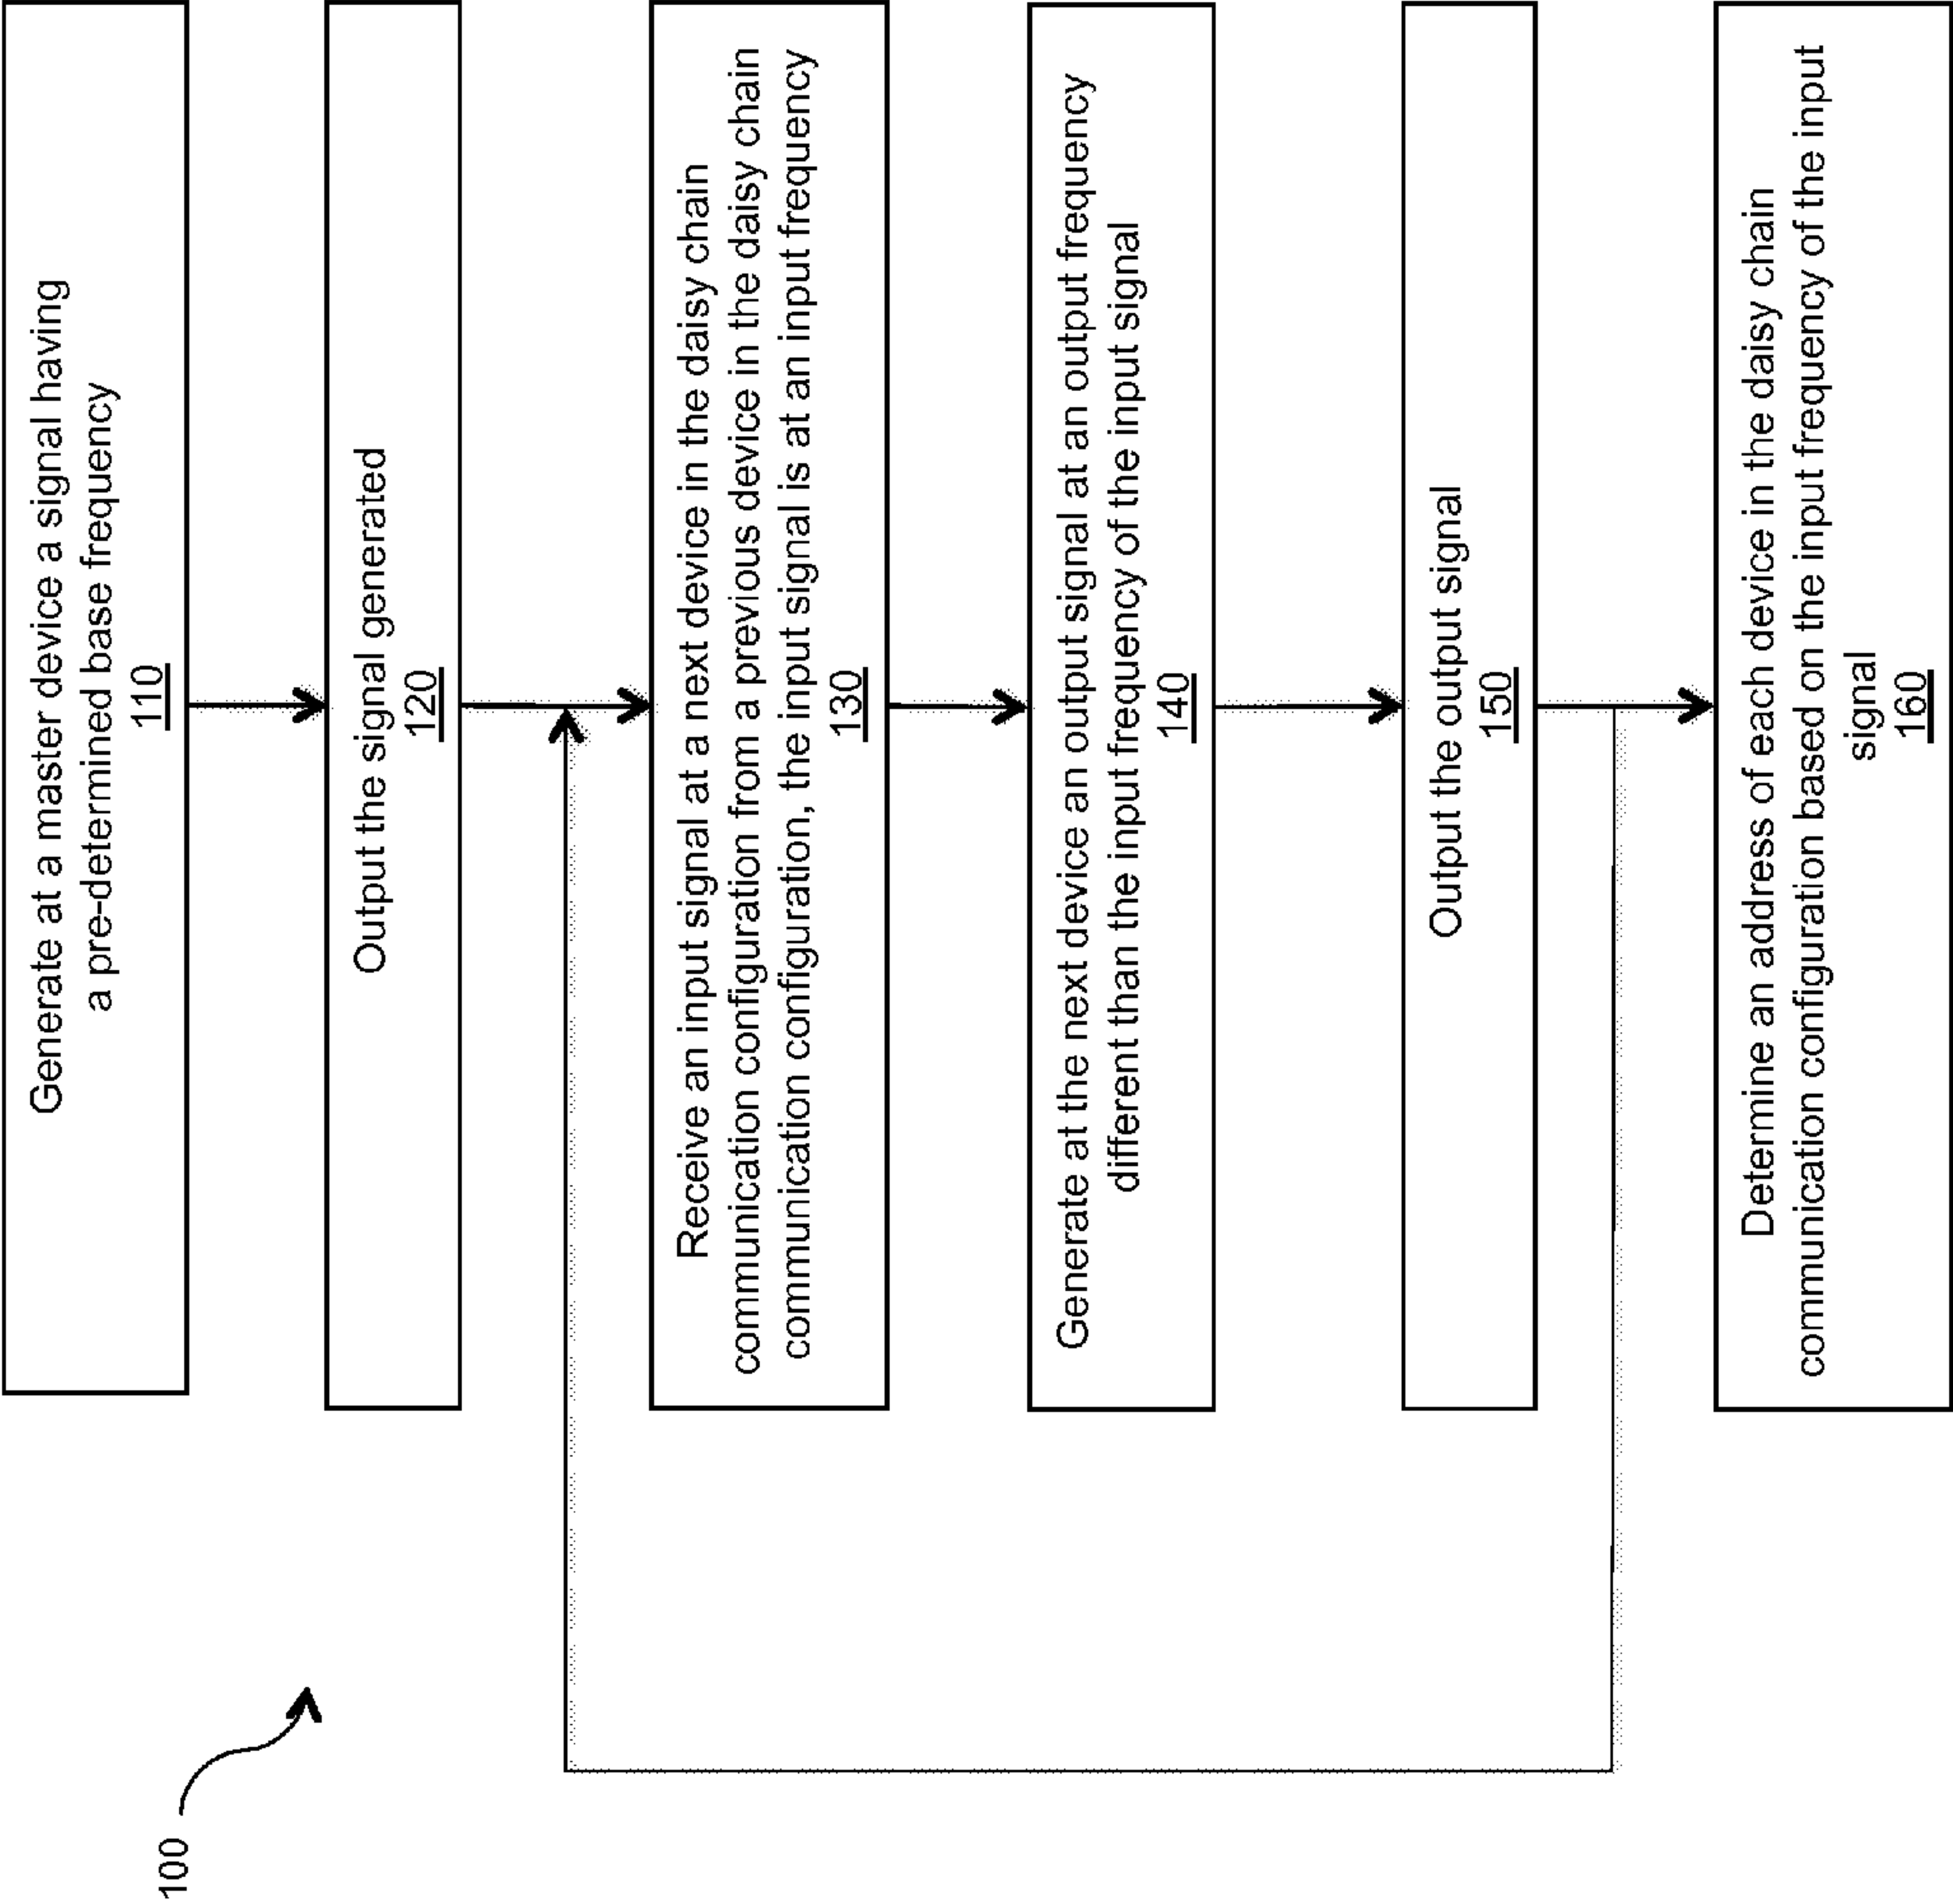 100
Generate at a master device a signal having
a pre-determined base frequency
110
Output the signal generated
120
Receive an input signal at a next device in the daisy chain
communication configuration from a previous device in the daisy chain
communication configuration, the input signal is at an input frequency
130
Generate at the next device an output signal at an output frequency
different than the input frequency of the input signal
140
Output the output signal
150
Determine an address of each device in the daisy chain
communication configuration based on the input frequency of the input
signal
160